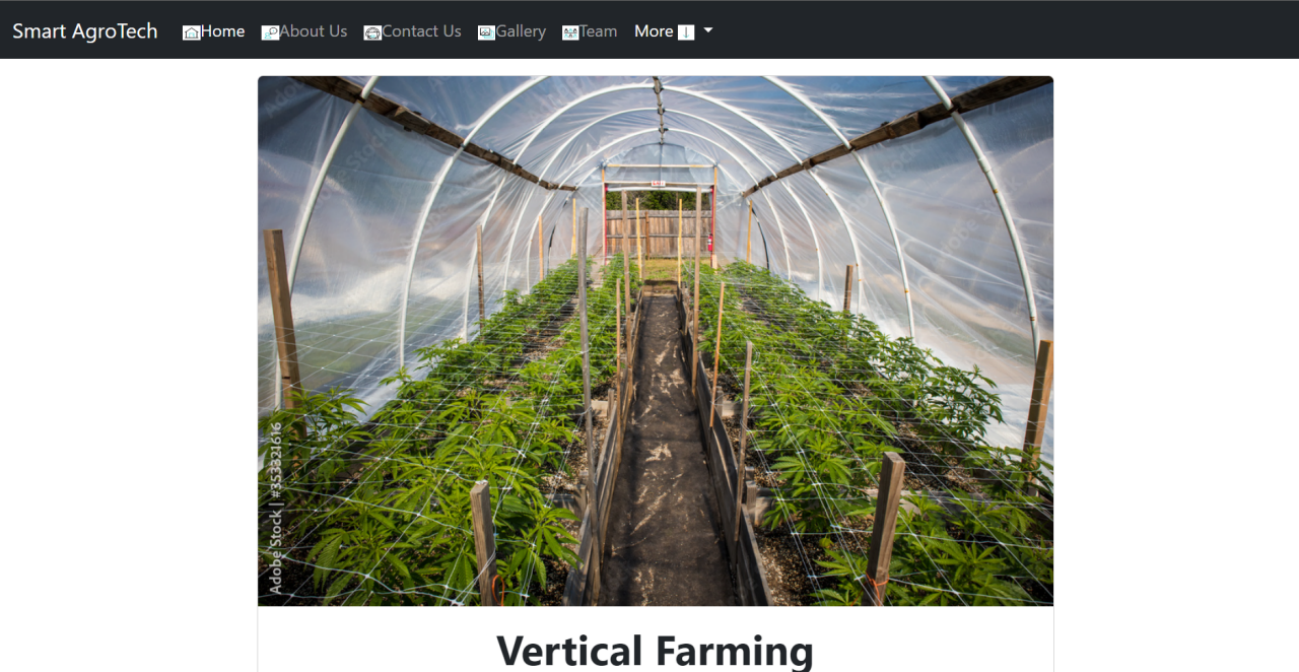 Smart AgroTech Home About Us Contact Us Gallery Team More
Adobe Stock | #353321616
Vertical Farming